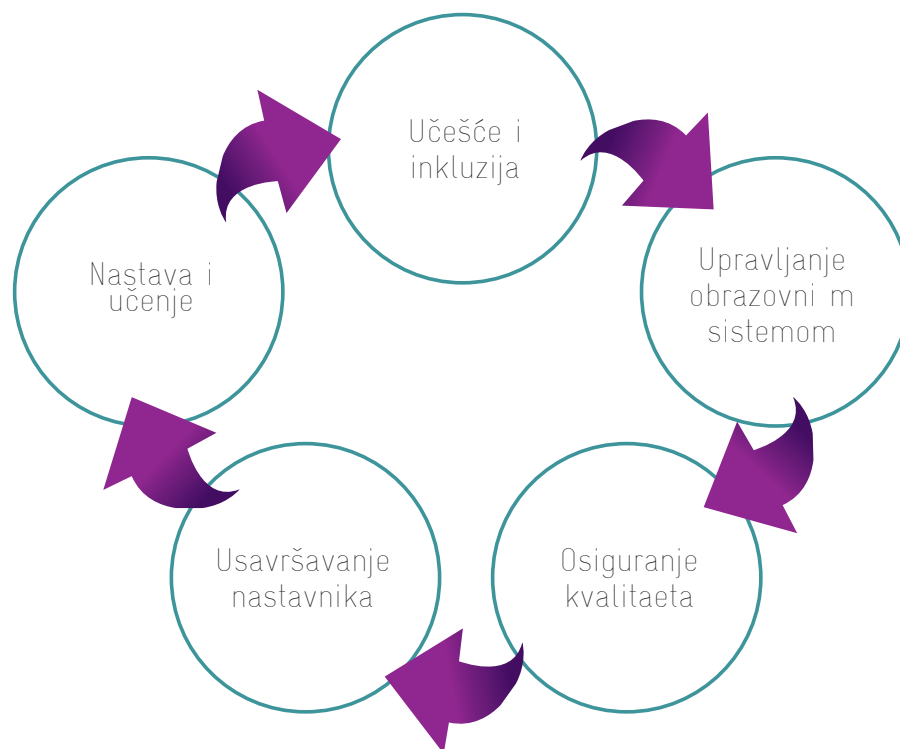 Učešće i
inkluzija
Upravljanje
obrazovni m
sistemom
Osiguranje
kvalitaeta
Usavršavanje
nastavnika
Nastava i
učenje